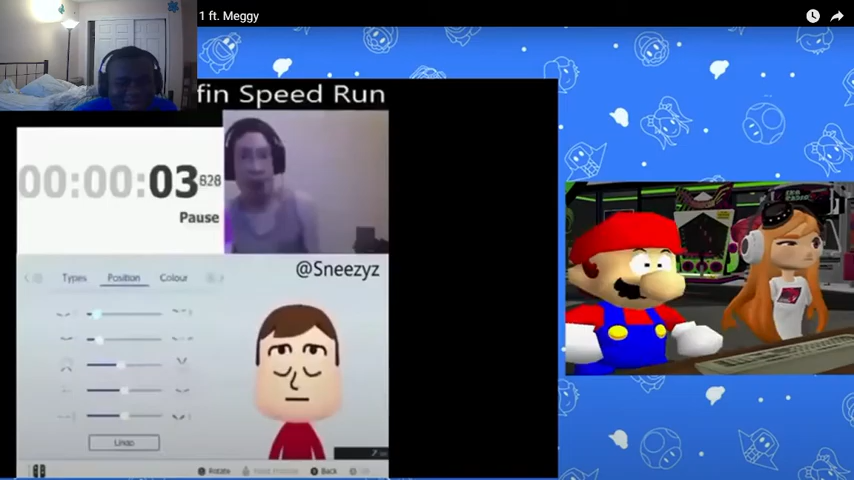 1 ft. Meggy
fin Speed Run
00:00:03 828
Pause
@Sneezyz
Types Position Colour
Undo
Rotate Back